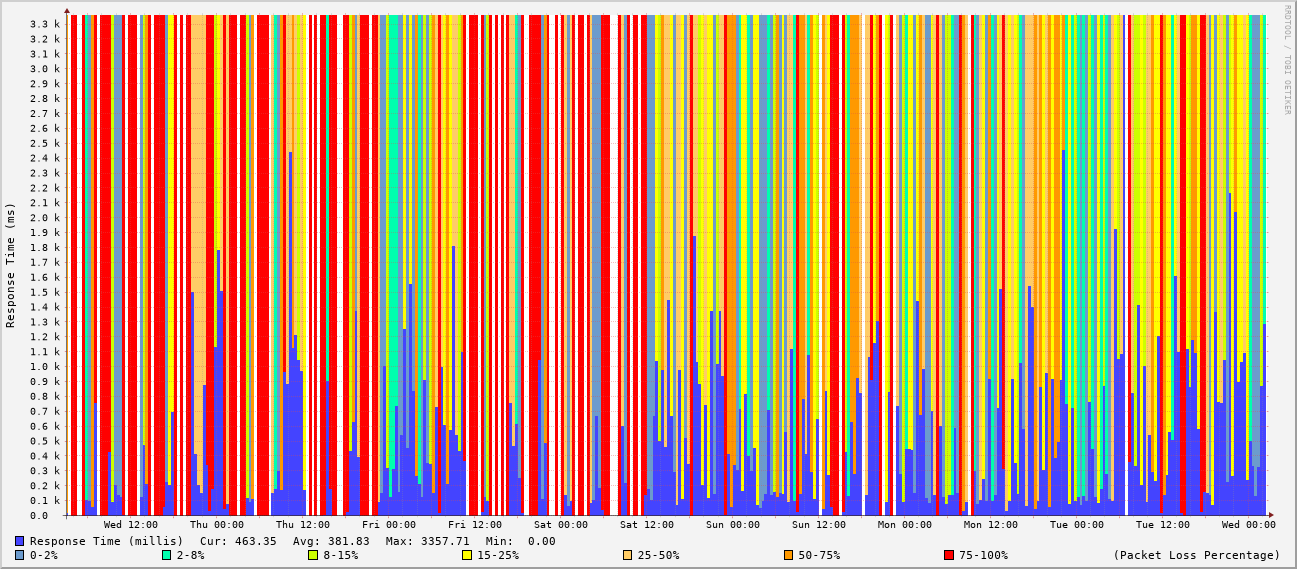 RRDTOOL / TOBI OETIKER
Response Time (ms)
3.3 k
3.2 k
3.1 k
3.0 k
2.9 k
2.8 k
2.7 k
2.6 k
2.5 k
2.4 k
2.3 k
2.2 k
2.1 k
2.0 k
1.9 k
1.8 k
1.7 k
1.6 k
1.5 k
1.4 k
1.3 k
1.2 k
1.1 k
1.0 k
0.9 k
0.8 k
0.7 k
0.6 k
0.5 k
0.4 k
0.3 k
0.2 k
0.1 k
0.0
Wed 12:00 Thu 00:00 Thu 12:00 Fri 00:00 Fri 12:00 Sat 00:00 Sat 12:00 Sun 00:00 Sun 12:00 Mon 00:00 Mon 12:00 Tue 00:00 Tue 12:00 Wed 00:00
Response Time (millis) Cur: 463.35 Avg: 381.83 Max: 3357.71 Min: 0.00
0-2% 2-8% 8-15% 15-25% 25-50% 50-75% 75-100% (Packet Loss Percentage)